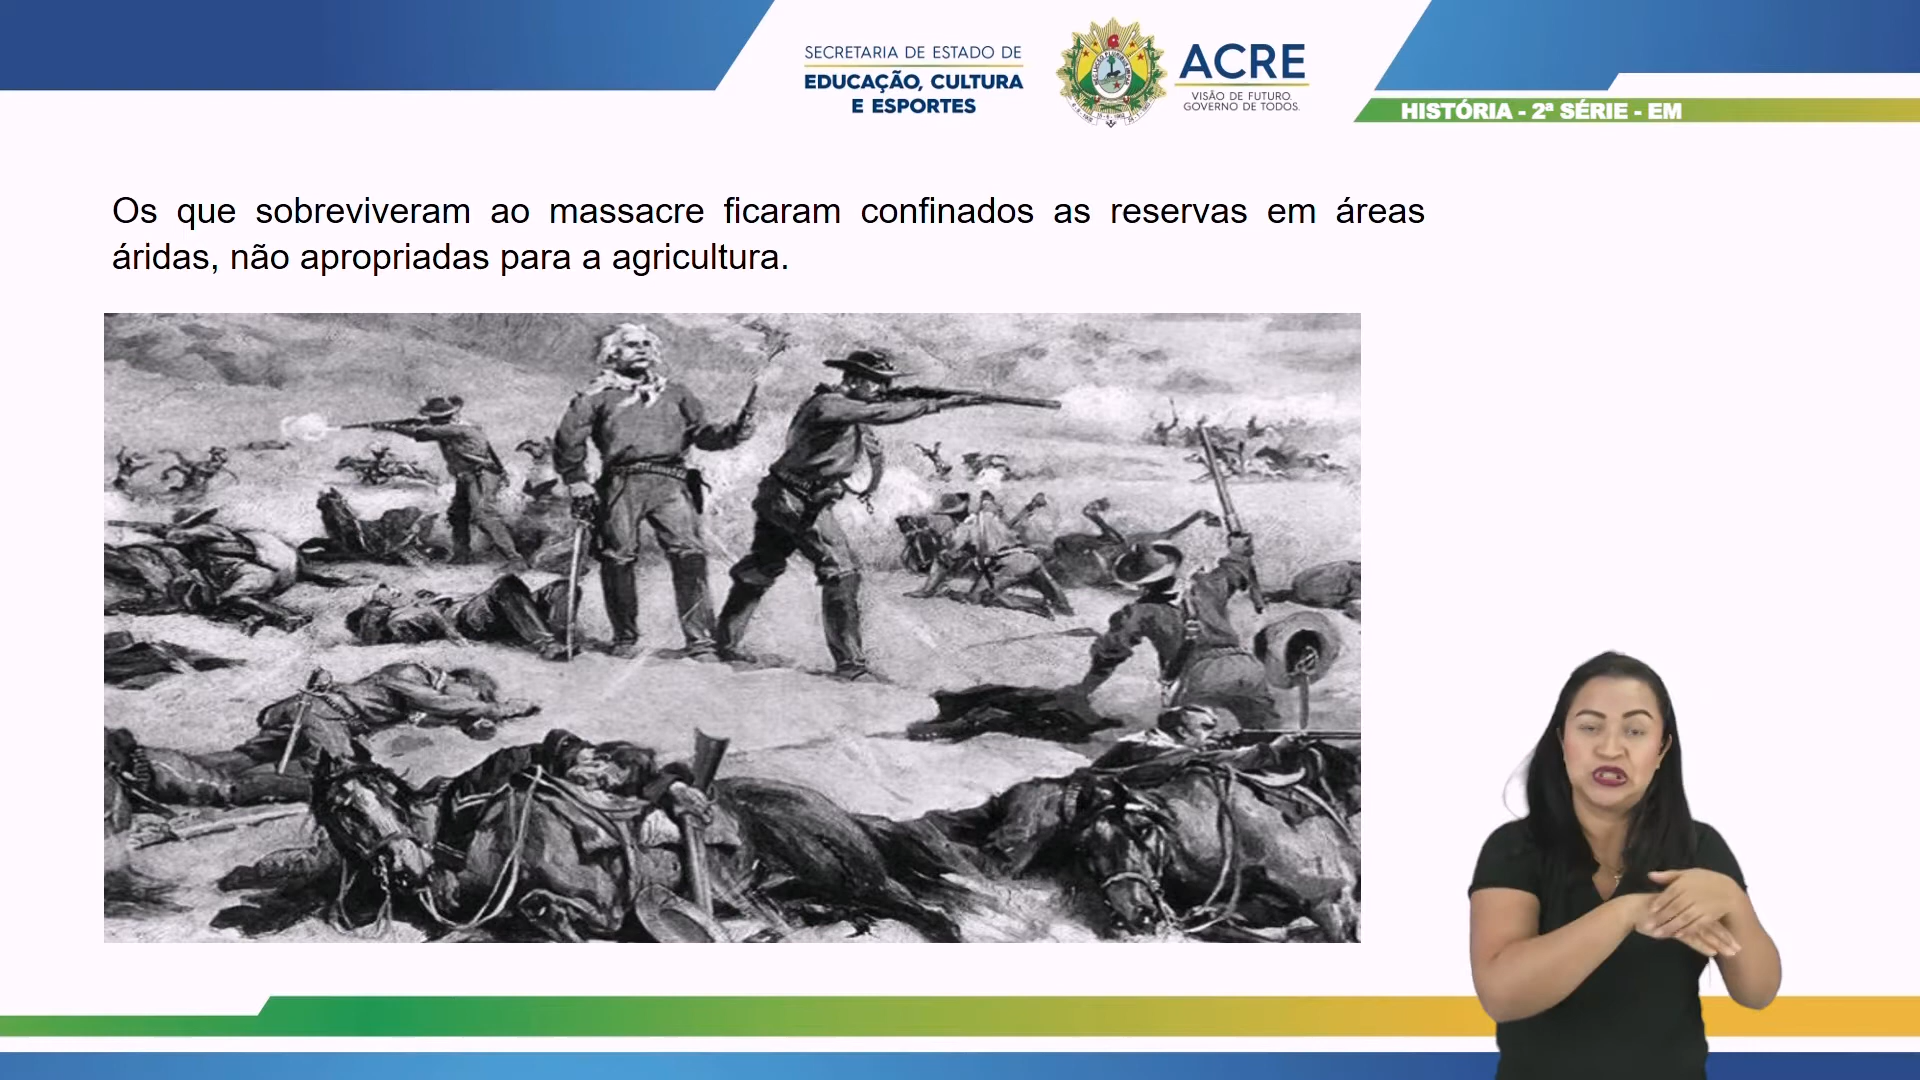 SECRETARIA DE ESTADO DE
EDUCAÇÃO, CULTURA
E ESPORTES
ACRE
VISÃO DE FUTURO.
GOVERNO DE TODOS.
HISTÓRIA - 2ª SÉRIE - EM
Os que sobreviveram ao massacre ficaram confinados as reservas em áreas
áridas, não apropriadas para a agricultura.